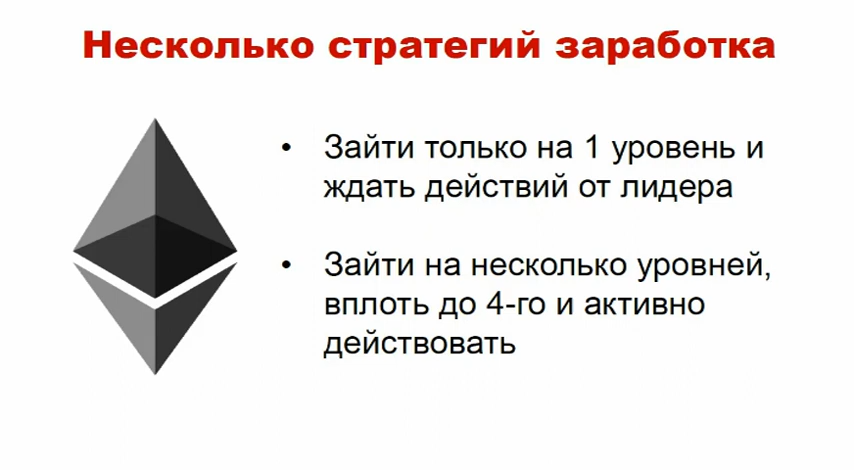 Несколько стратегий заработка
• Зайти только на 1 уровень и
ждать действий от лидера
• Зайти на несколько уровней,
вплоть до 4-го и активно
действовать